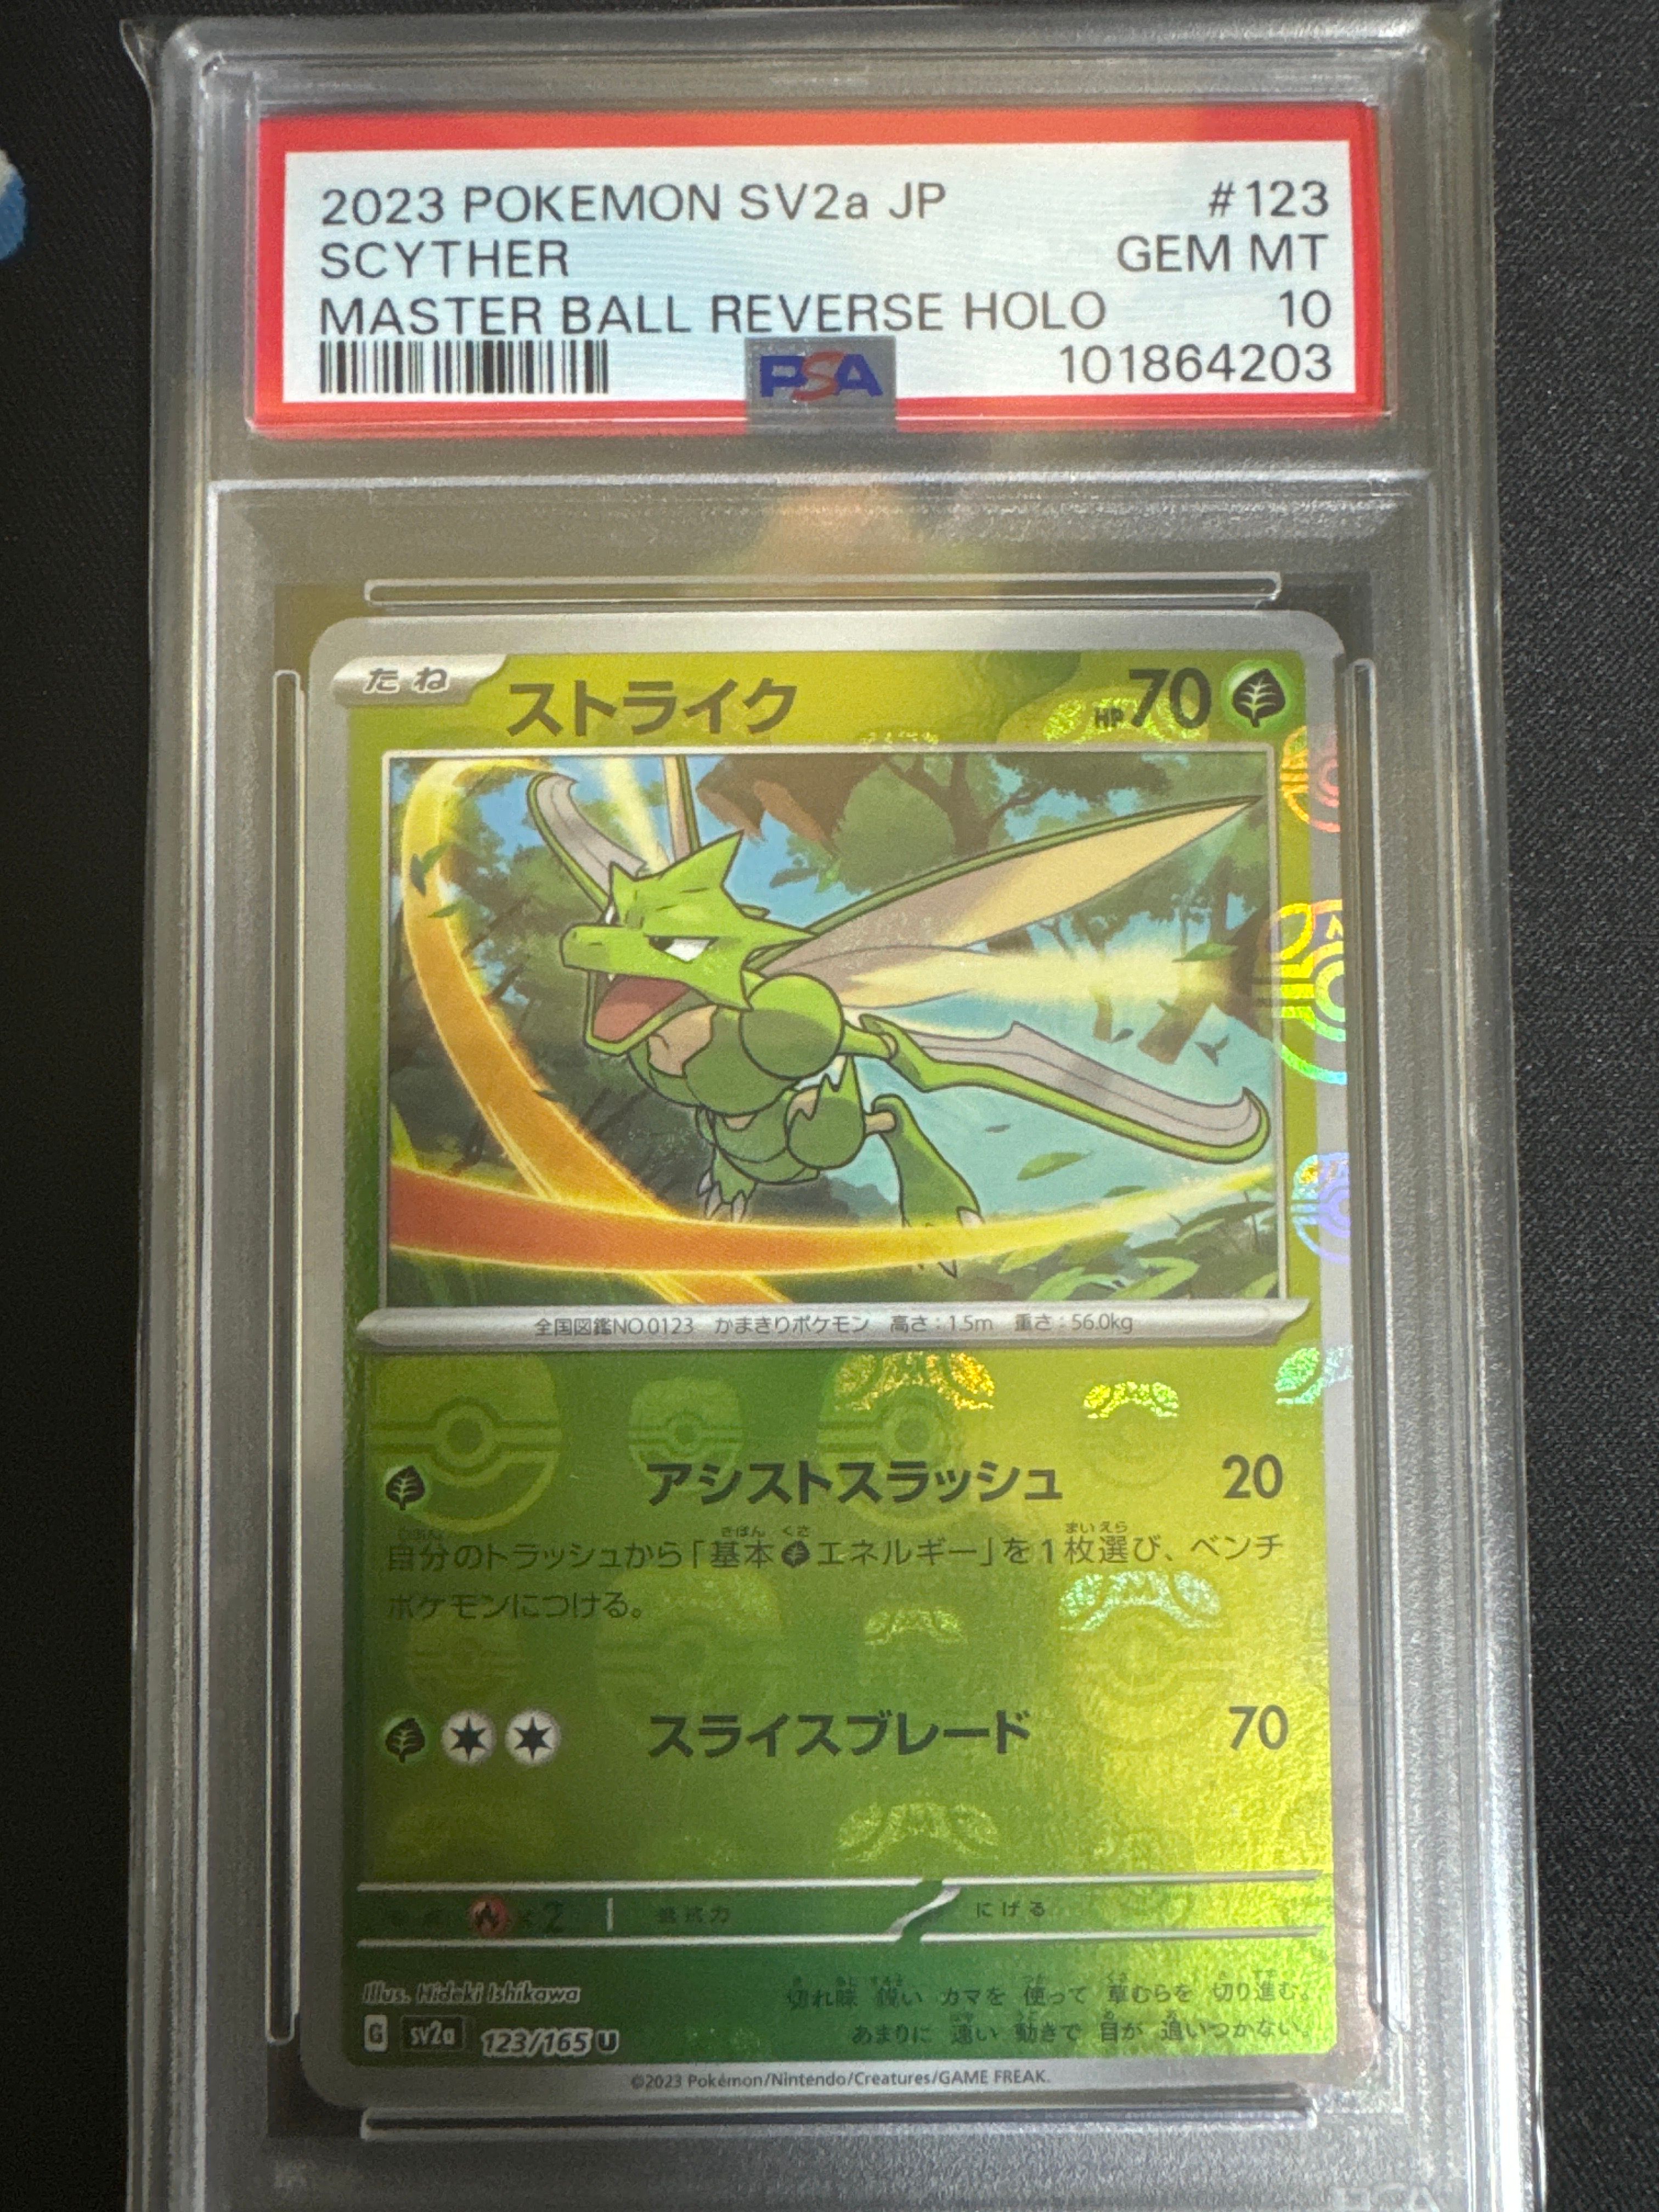 2023 POKEMON SV2a JP #123
SCYTHER GEM MT
MASTER BALL REVERSE HOLO 10
PSA 101864203
たね ストライク HP70
全国図鑑NO.0123 かまきりポケモン 高さ：1.5m 重さ：56.0kg
アシストスラッシュ 20
自分のトラッシュから「基本エネルギー」を1枚選び、ベンチ
ポケモンにつける。
スライスブレード 70
×2 抵抗力 にげる
Illus. Hideki Ishikawa
切れ味 鋭い カマを 使って 草むらを 切り進む。
あまりに 速い 動きで 目が 追いつかない。
G sv2a 123/165 U
©2023 Pokémon/Nintendo/Creatures/GAME FREAK.